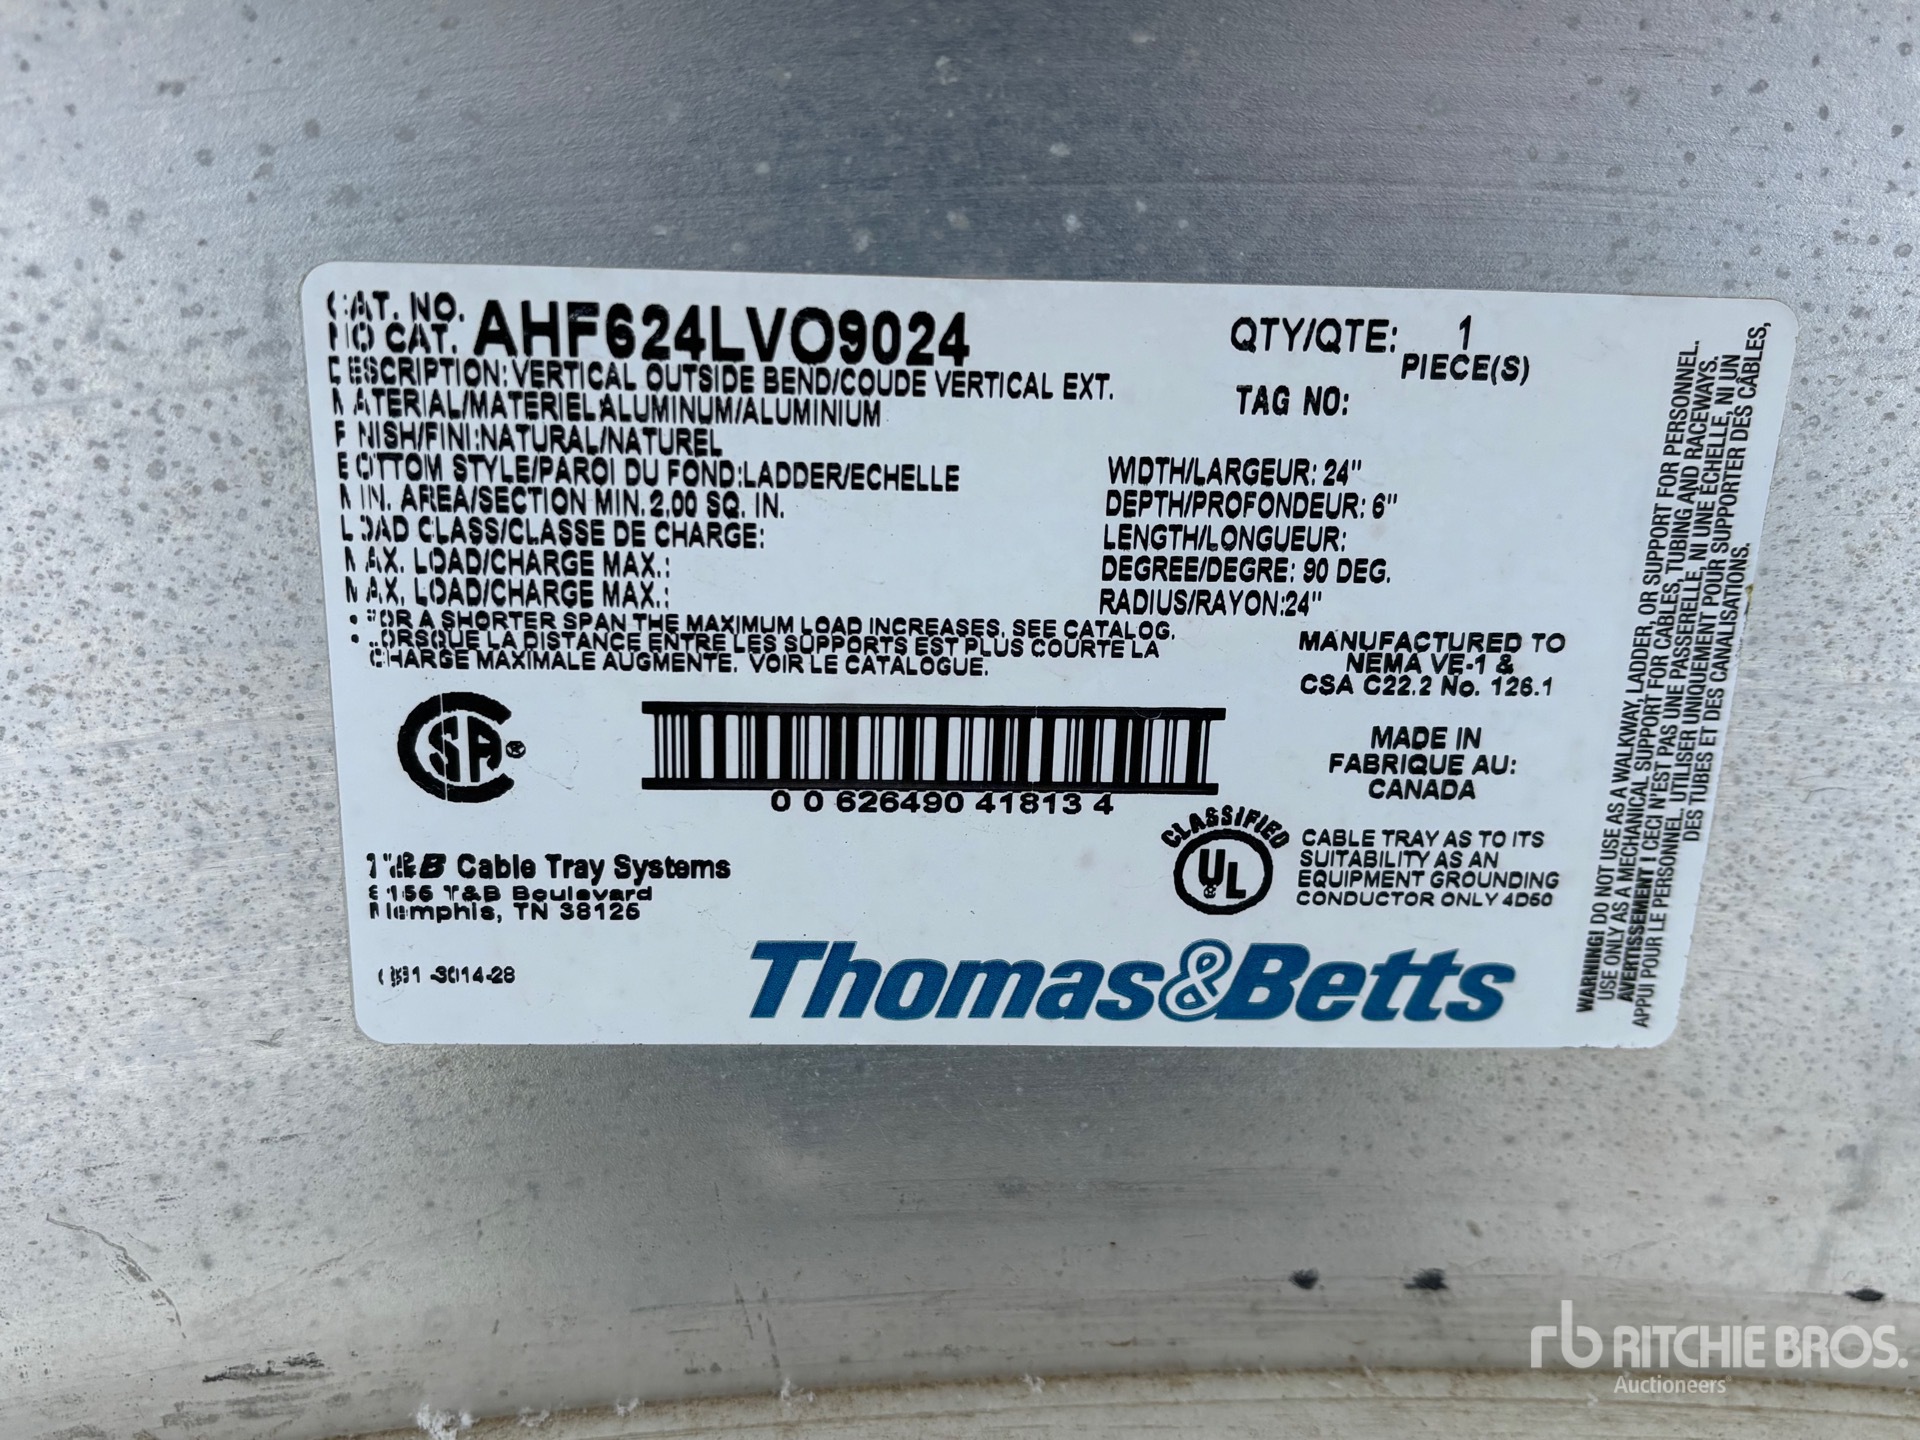 CAT. NO.
NO CAT. AHF624LVO9024
DESCRIPTION: VERTICAL OUTSIDE BEND/COUDE VERTICAL EXT.
MATERIAL/MATERIEL:ALUMINUM/ALUMINIUM
FINISH/FINI:NATURAL/NATUREL
BOTTOM STYLE/PAROI DU FOND:LADDER/ECHELLE
MIN. AREA/SECTION MIN. 2.00 SQ. IN.
LOAD CLASS/CLASSE DE CHARGE:
MAX. LOAD/CHARGE MAX.:
MAX. LOAD/CHARGE MAX.:
• FOR A SHORTER SPAN THE MAXIMUM LOAD INCREASES. SEE CATALOG.
• LORSQUE LA DISTANCE ENTRE LES SUPPORTS EST PLUS COURTE LA
CHARGE MAXIMALE AUGMENTE. VOIR LE CATALOGUE.
QTY/QTE: 1
PIECE(S)
TAG NO:
WIDTH/LARGEUR: 24"
DEPTH/PROFONDEUR: 6"
LENGTH/LONGUEUR:
DEGREE/DEGRE: 90 DEG.
RADIUS/RAYON:24"
MANUFACTURED TO
NEMA VE-1 &
CSA C22.2 No. 126.1
MADE IN
FABRIQUE AU:
CANADA
CSA®
0 0 626490 41813 4
CLASSIFIED
UL®
CABLE TRAY AS TO ITS
SUITABILITY AS AN
EQUIPMENT GROUNDING
CONDUCTOR ONLY 4D60
T&B Cable Tray Systems
8155 T&B Boulevard
Memphis, TN 38125
-3014-28
Thomas&Betts
WARNING! DO NOT USE AS A WALKWAY, LADDER, OR SUPPORT FOR PERSONNEL.
USE ONLY AS A MECHANICAL SUPPORT FOR CABLES, TUBING AND RACEWAYS.
AVERTISSEMENT ! CECI N'EST PAS UNE PASSERELLE, NI UNE ÉCHELLE, NI UN
APPUI POUR LE PERSONNEL. UTILISER UNIQUEMENT POUR SUPPORTER DES CÂBLES,
DES TUBES ET DES CANALISATIONS.
rb RITCHIE BROS.
Auctioneers